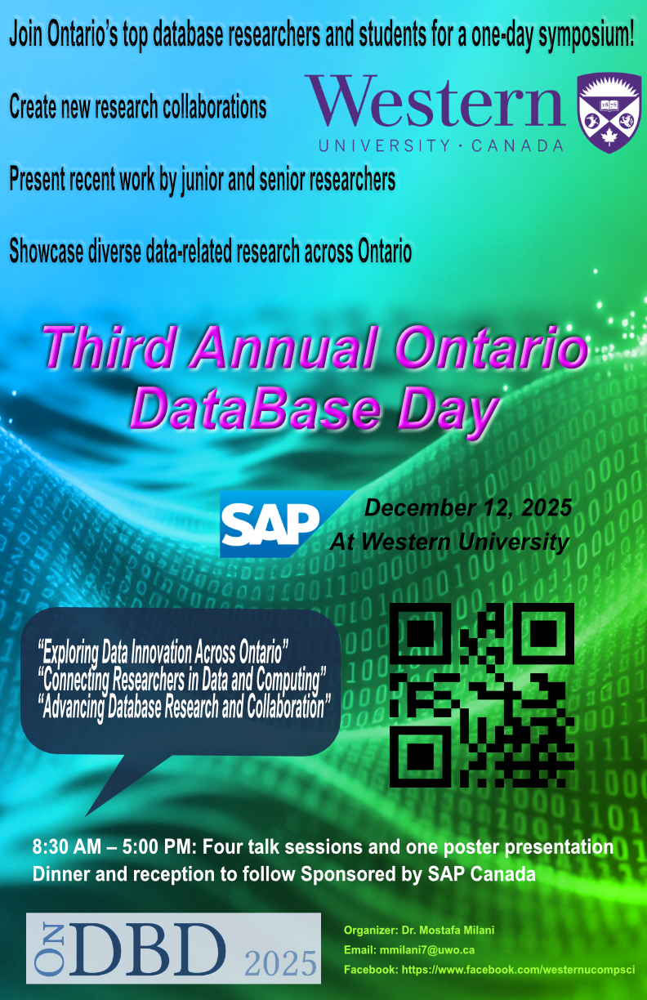 Join Ontario’s top database researchers and students for a one-day symposium!
Create new research collaborations
Western
UNIVERSITY · CANADA
1878
Present recent work by junior and senior researchers
Showcase diverse data-related research across Ontario
Third Annual Ontario
DataBase Day
SAP
December 12, 2025
At Western University
“Exploring Data Innovation Across Ontario”
“Connecting Researchers in Data and Computing”
“Advancing Database Research and Collaboration”
8:30 AM – 5:00 PM: Four talk sessions and one poster presentation
Dinner and reception to follow Sponsored by SAP Canada
ON DBD 2025
Organizer: Dr. Mostafa Milani
Email: mmilani7@uwo.ca
Facebook: https://www.facebook.com/westernucompsci